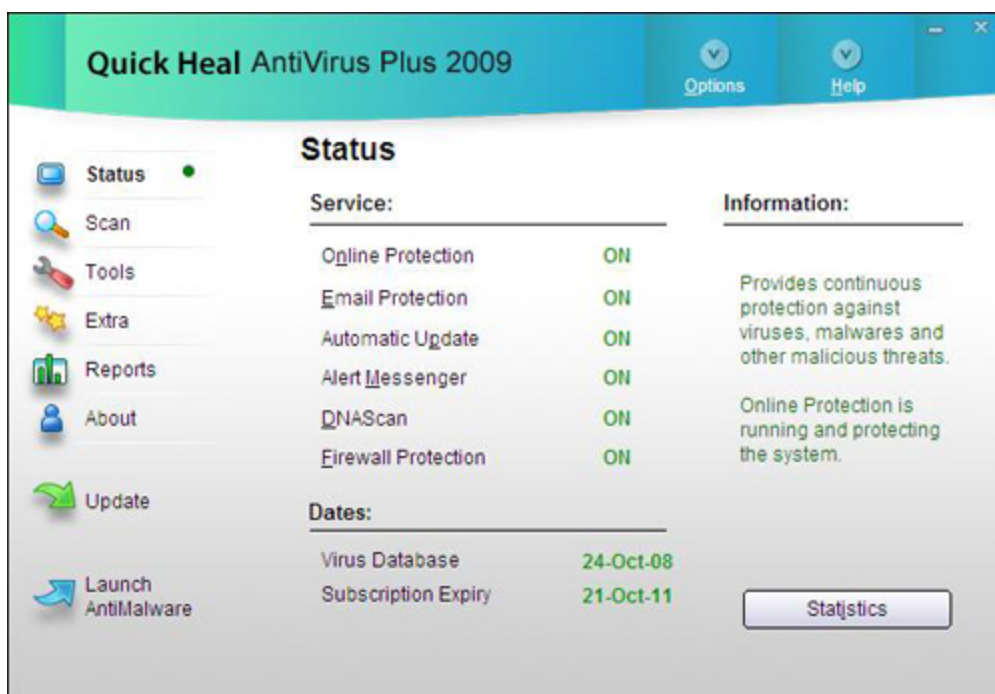 Quick Heal AntiVirus Plus 2009
Options
Help
Status
Scan
Tools
Extra
Reports
About
Update
Launch
AntiMalware
Status
Service:
Online Protection ON
Email Protection ON
Automatic Update ON
Alert Messenger ON
DNAScan ON
Firewall Protection ON
Dates:
Virus Database 24-Oct-08
Subscription Expiry 21-Oct-11
Information:
Provides continuous
protection against
viruses, malwares and
other malicious threats.
Online Protection is
running and protecting
the system.
Statistics